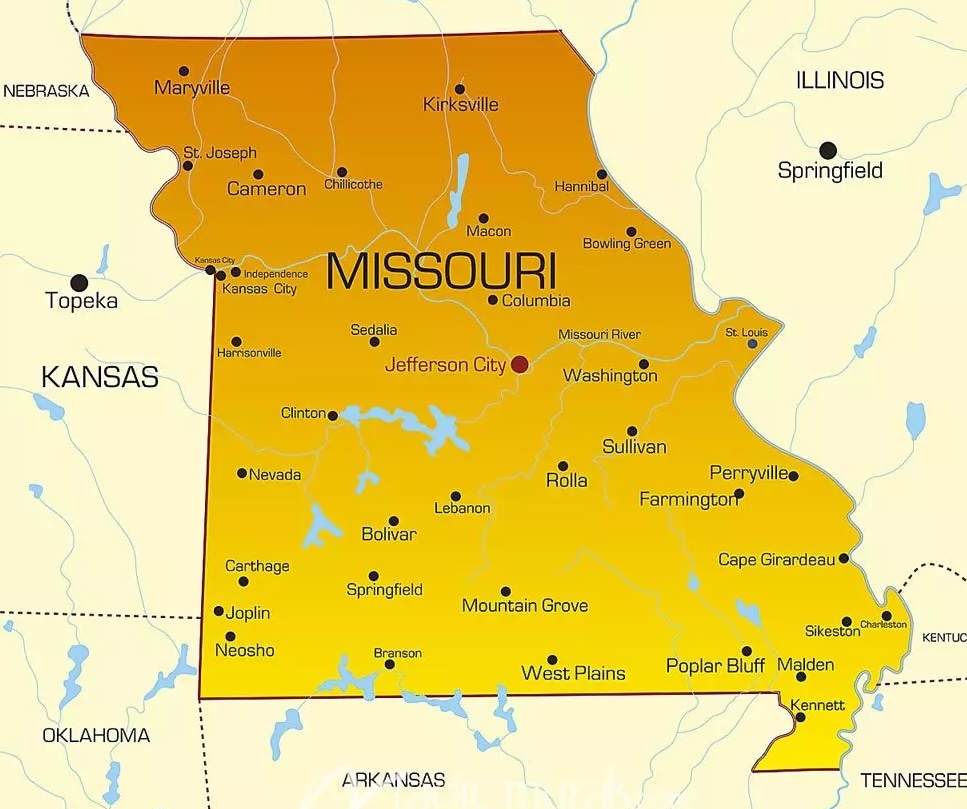 ILLINOIS
NEBRASKA
Maryville
Kirksville
St. Joseph
Springfield
Cameron
Chillicothe
Hannibal
Macon
Bowling Green
Kansas City
MISSOURI
Independence
Kansas City
Topeka
Columbia
Sedalia
Missouri River
St. Louis
Harrisonville
Jefferson City
Washington
KANSAS
Clinton
Sullivan
Nevada
Rolla
Perryville
Farmington
Lebanon
Bolivar
Cape Girardeau
Carthage
Springfield
Mountain Grove
Joplin
Charleston
Sikeston
KENTUC
Neosho
Branson
West Plains
Poplar Bluff
Malden
Kennett
OKLAHOMA
ARKANSAS
TENNESSEE